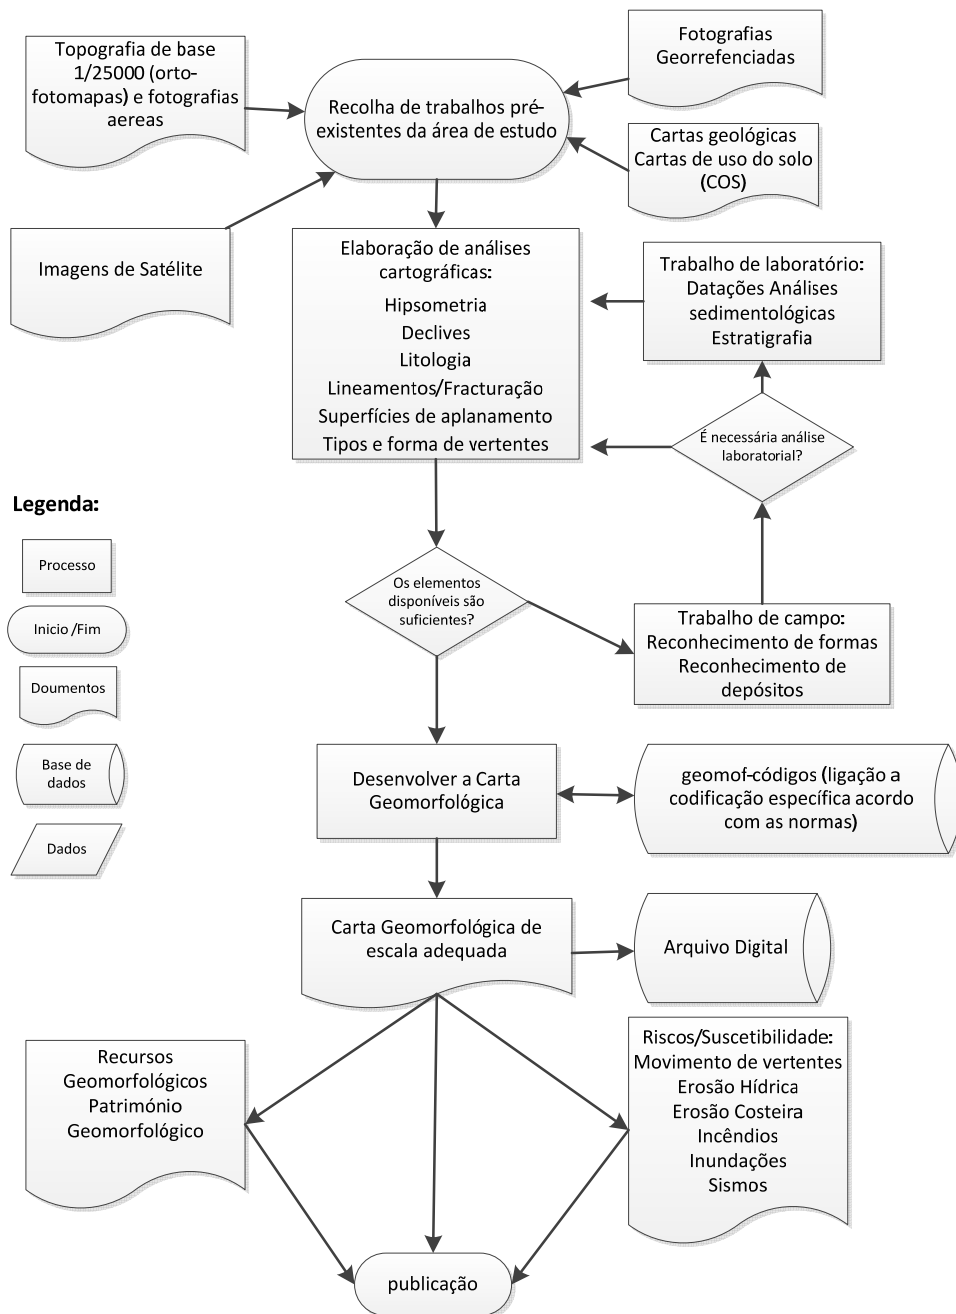 Topografia de base
1/25000 (orto-
fotomapas) e fotografias
aereas
Fotografias
Georrefenciadas
Recolha de trabalhos pré-
existentes da área de estudo
Cartas geológicas
Cartas de uso do solo
(COS)
Imagens de Satélite
Elaboração de análises
cartográficas:
Hipsometria
Declives
Litologia
Lineamentos/Fracturação
Superfícies de aplanamento
Tipos e forma de vertentes
Trabalho de laboratório:
Datações Análises
sedimentológicas
Estratigrafia
É necessária análise
laboratorial?
Legenda:
Processo
Inicio /Fim
Doumentos
Base de
dados
Dados
Os elementos
disponíveis são
suficientes?
Trabalho de campo:
Reconhecimento de formas
Reconhecimento de
depósitos
Desenvolver a Carta
Geomorfológica
geomof-códigos (ligação a
codificação específica acordo
com as normas)
Carta Geomorfológica de
escala adequada
Arquivo Digital
Recursos
Geomorfológicos
Património
Geomorfológico
Riscos/Suscetibilidade:
Movimento de vertentes
Erosão Hídrica
Erosão Costeira
Incêndios
Inundações
Sismos
publicação